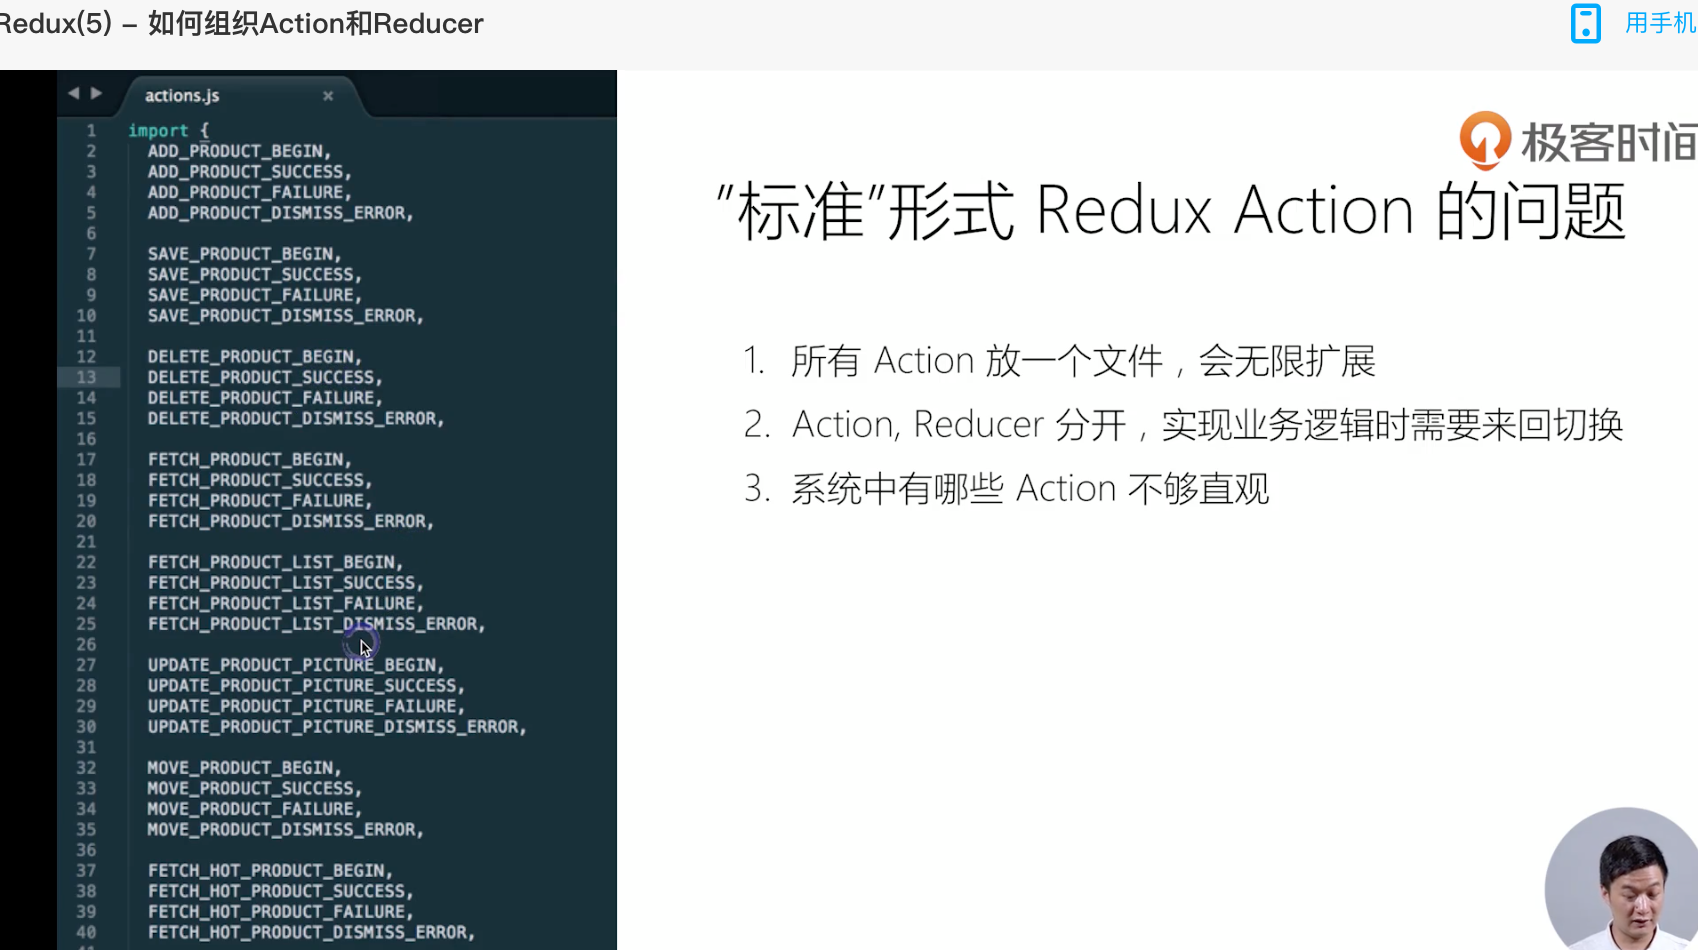 Redux(5) – 如何组织Action和Reducer
用手机
actions.js
1 import {
2 ADD_PRODUCT_BEGIN,
3 ADD_PRODUCT_SUCCESS,
4 ADD_PRODUCT_FAILURE,
5 ADD_PRODUCT_DISMISS_ERROR,
6
7 SAVE_PRODUCT_BEGIN,
8 SAVE_PRODUCT_SUCCESS,
9 SAVE_PRODUCT_FAILURE,
10 SAVE_PRODUCT_DISMISS_ERROR,
11
12 DELETE_PRODUCT_BEGIN,
13 DELETE_PRODUCT_SUCCESS,
14 DELETE_PRODUCT_FAILURE,
15 DELETE_PRODUCT_DISMISS_ERROR,
16
17 FETCH_PRODUCT_BEGIN,
18 FETCH_PRODUCT_SUCCESS,
19 FETCH_PRODUCT_FAILURE,
20 FETCH_PRODUCT_DISMISS_ERROR,
21
22 FETCH_PRODUCT_LIST_BEGIN,
23 FETCH_PRODUCT_LIST_SUCCESS,
24 FETCH_PRODUCT_LIST_FAILURE,
25 FETCH_PRODUCT_LIST_DISMISS_ERROR,
26
27 UPDATE_PRODUCT_PICTURE_BEGIN,
28 UPDATE_PRODUCT_PICTURE_SUCCESS,
29 UPDATE_PRODUCT_PICTURE_FAILURE,
30 UPDATE_PRODUCT_PICTURE_DISMISS_ERROR,
31
32 MOVE_PRODUCT_BEGIN,
33 MOVE_PRODUCT_SUCCESS,
34 MOVE_PRODUCT_FAILURE,
35 MOVE_PRODUCT_DISMISS_ERROR,
36
37 FETCH_HOT_PRODUCT_BEGIN,
38 FETCH_HOT_PRODUCT_SUCCESS,
39 FETCH_HOT_PRODUCT_FAILURE,
40 FETCH_HOT_PRODUCT_DISMISS_ERROR,
极客时间
"标准"形式 Redux Action 的问题
1. 所有 Action 放一个文件，会无限扩展
2. Action, Reducer 分开，实现业务逻辑时需要来回切换
3. 系统中有哪些 Action 不够直观